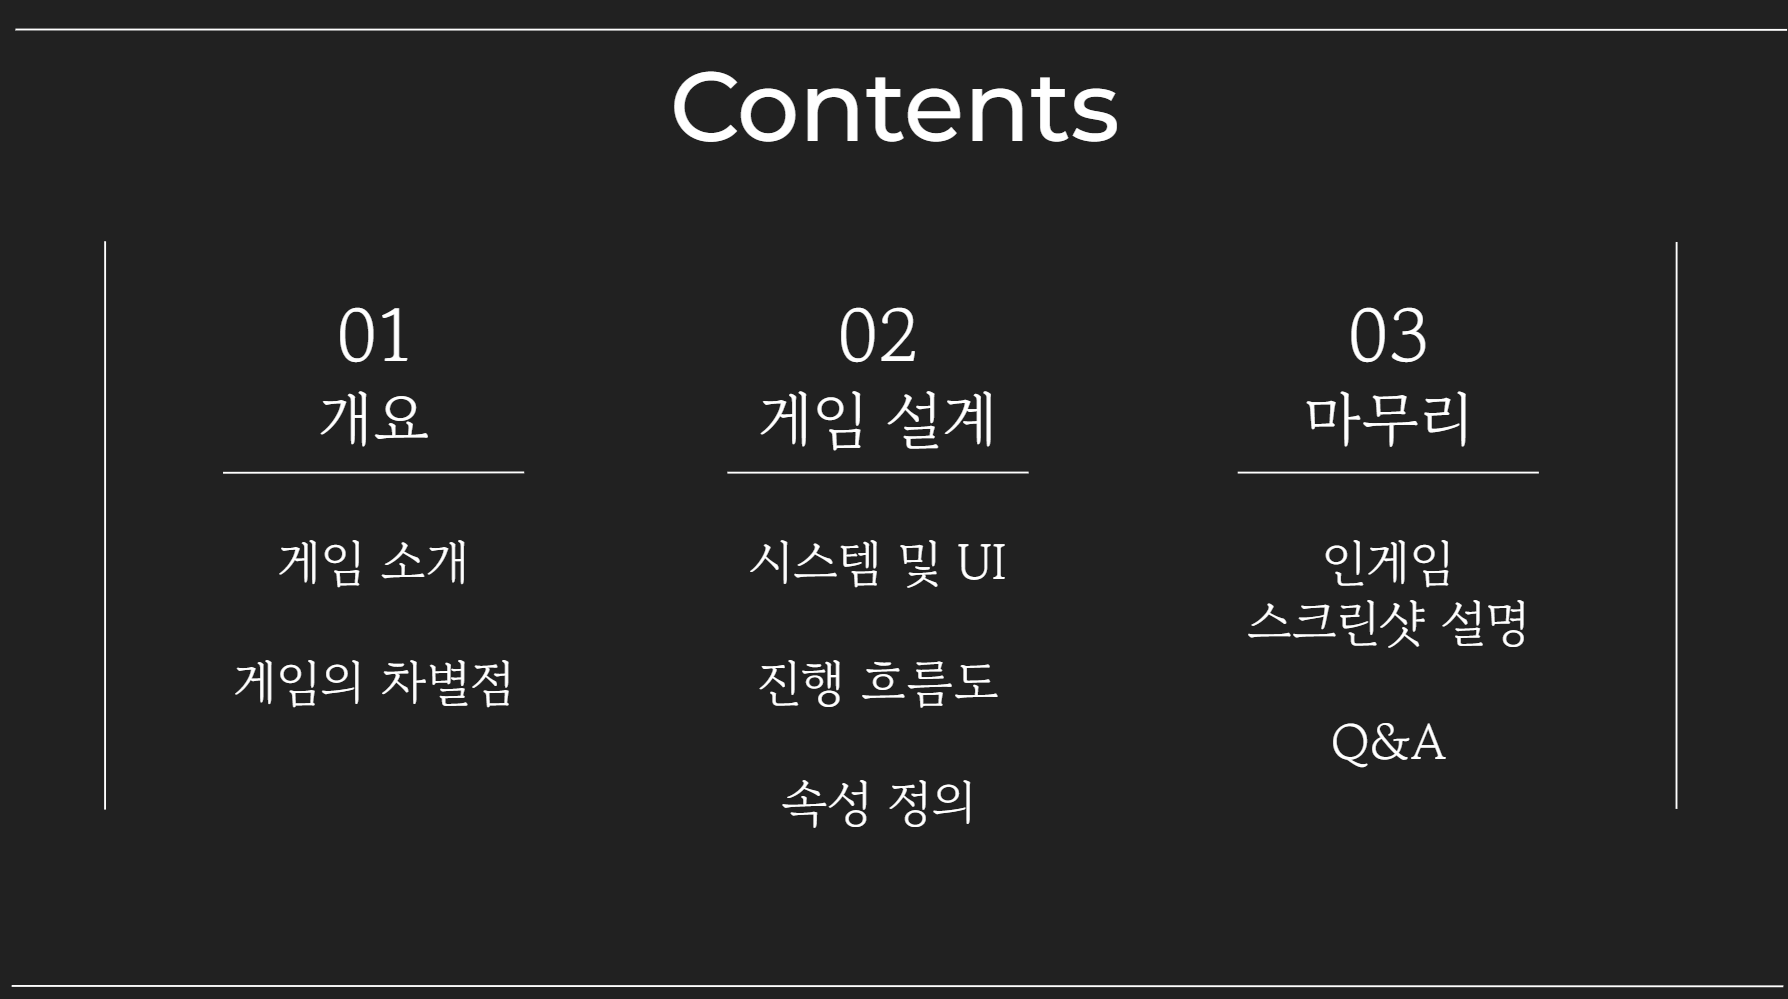 Contents
01
개요
게임 소개
게임의 차별점
02
게임 설계
시스템 및 UI
진행 흐름도
속성 정의
03
마무리
인게임
스크린샷 설명
Q&A